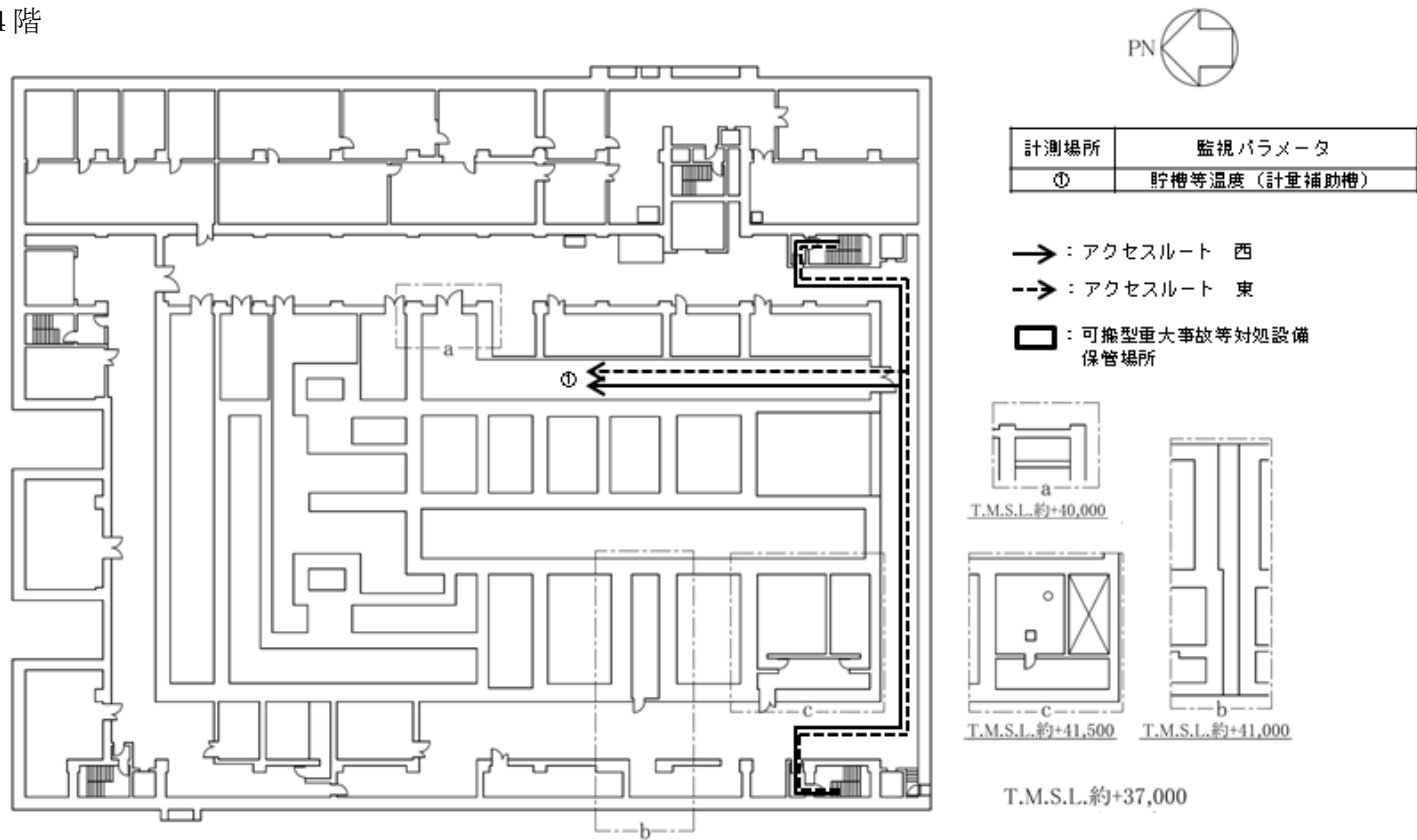 4階
PN
計測場所 監視パラメータ
① 貯槽等温度（計量補助槽）
：アクセスルート 西
：アクセスルート 東
：可搬型重大事故等対処設備
保管場所
①
a
b
c
a
T.M.S.L.約+40,000
c
T.M.S.L.約+41,500
b
T.M.S.L.約+41,000
T.M.S.L.約+37,000